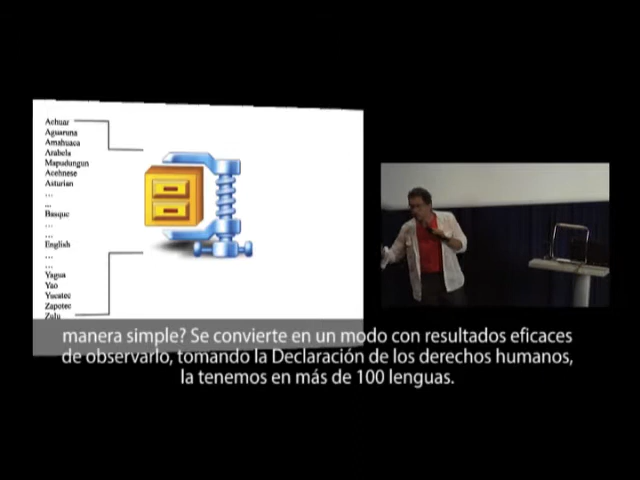 Achuar
Aguaruna
Amahuaca
Arabela
Mapudungun
Acehnese
Asturian
...
...
Basque
...
...
English
...
...
Yagua
Yao
Yucatec
Zapotec
Zulu
manera simple? Se convierte en un modo con resultados eficaces
de observarlo, tomando la Declaración de los derechos humanos,
la tenemos en más de 100 lenguas.